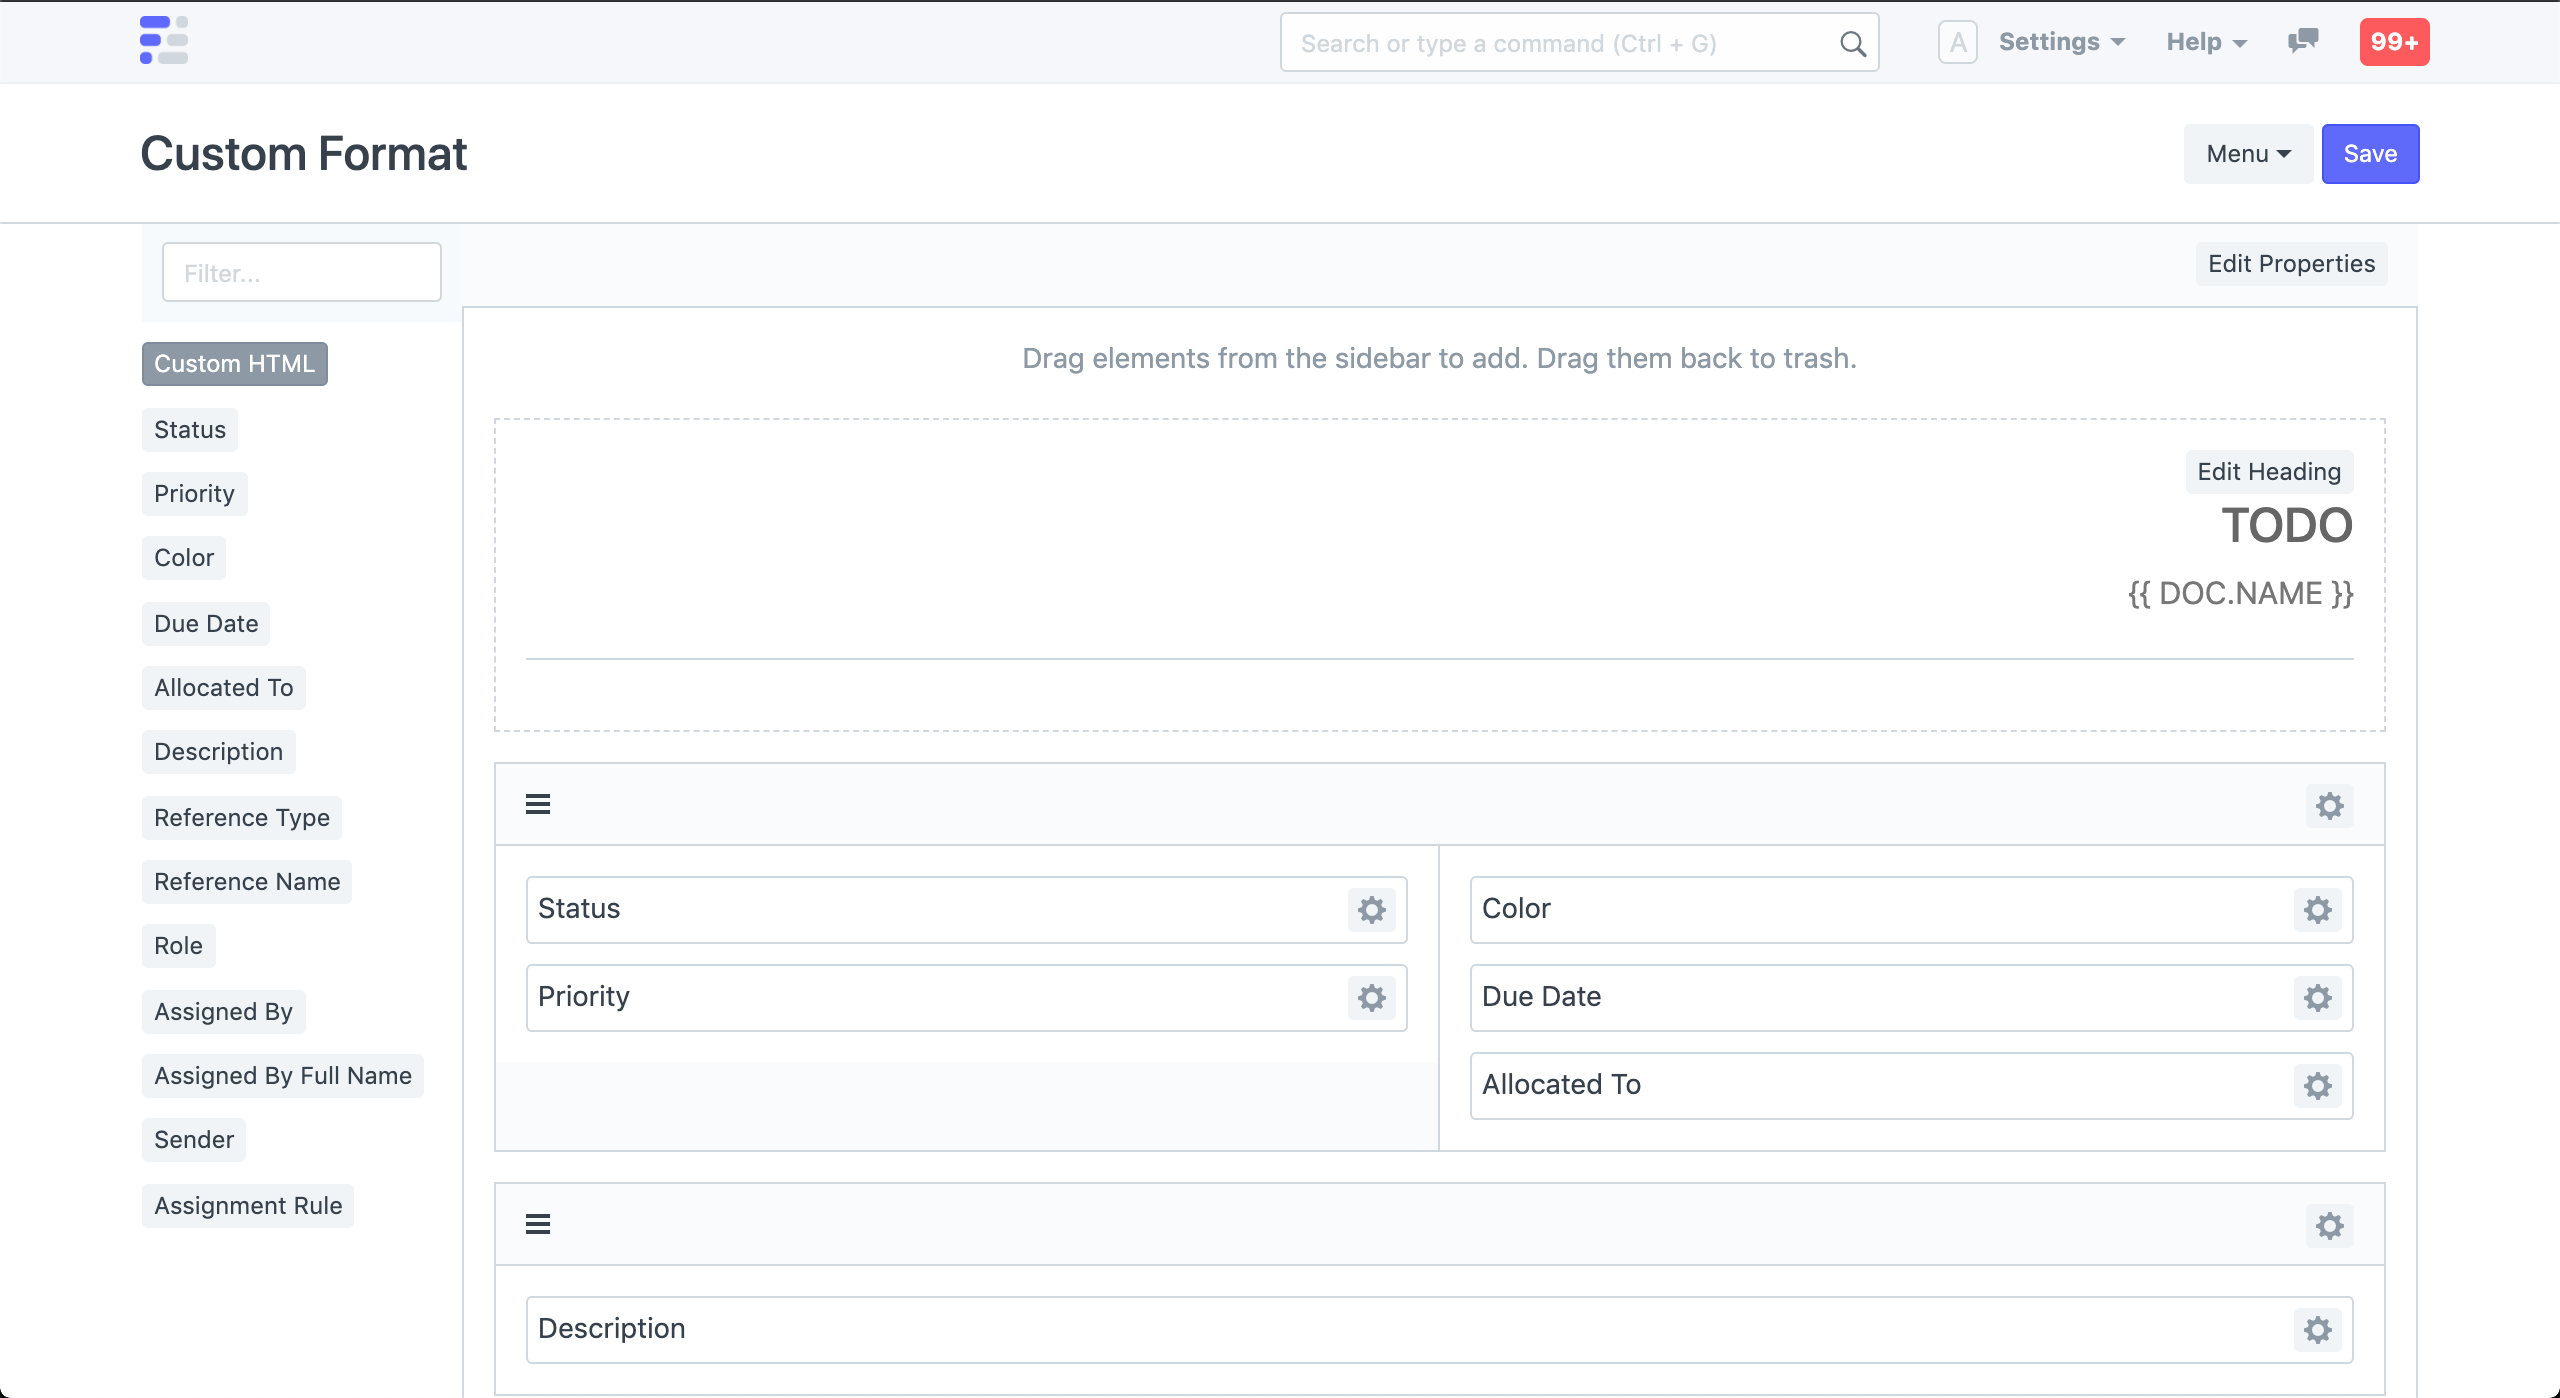 Search or type a command (Ctrl + G)
A
Settings
Help
99+
Custom Format
Menu
Save
Filter...
Edit Properties
Custom HTML
Status
Priority
Color
Due Date
Allocated To
Description
Reference Type
Reference Name
Role
Assigned By
Assigned By Full Name
Sender
Assignment Rule
Drag elements from the sidebar to add. Drag them back to trash.
Edit Heading
TODO
{{ DOC.NAME }}
Status
Priority
Color
Due Date
Allocated To
Description